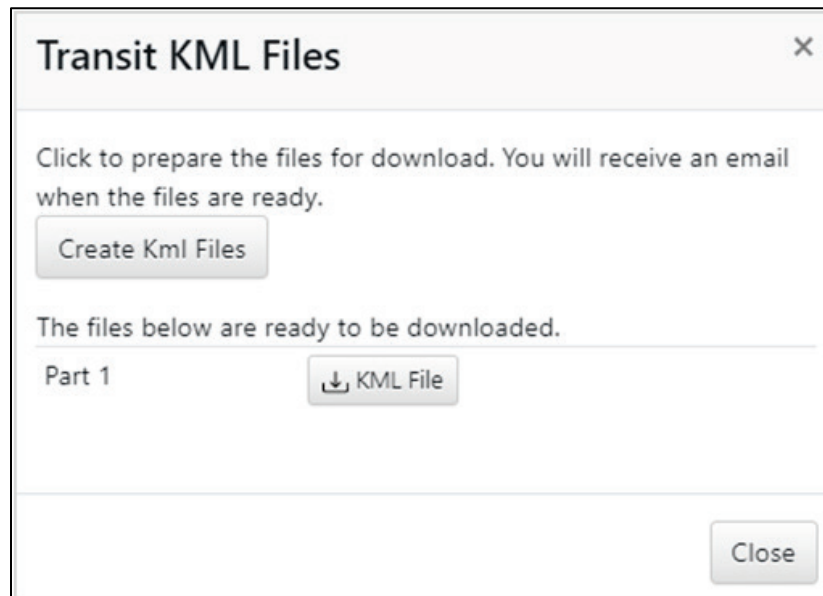 Transit KML Files
Click to prepare the files for download. You will receive an email
when the files are ready.
Create Kml Files
The files below are ready to be downloaded.
Part 1 KML File
Close